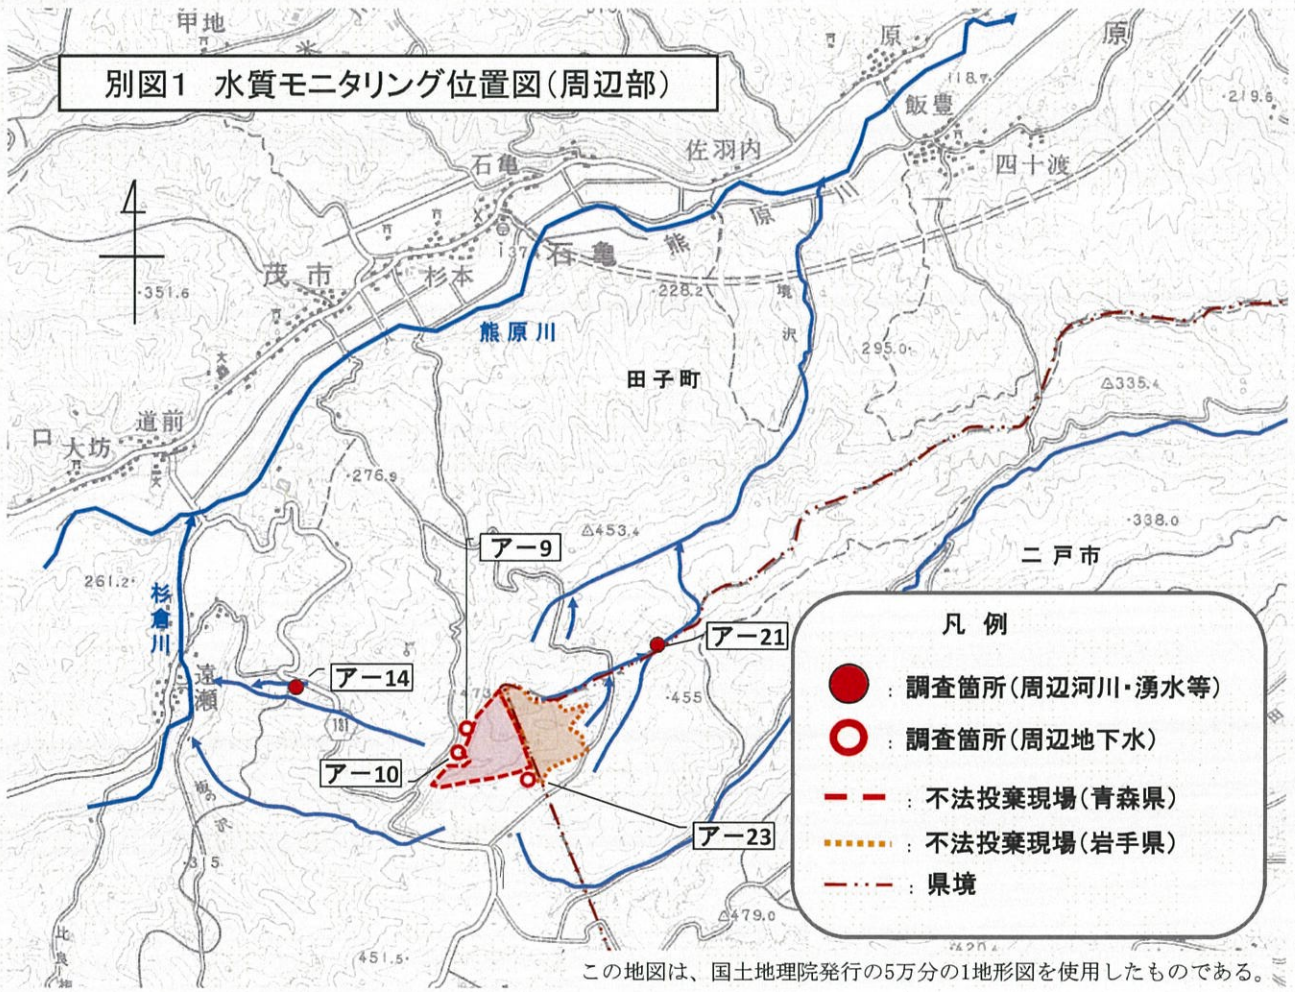 甲地
原
原
別図1 水質モニタリング位置図(周辺部)
118.7
・219.6
飯豊
佐羽内
石亀
四十渡
原
川
熊
石亀
137
茂市
杉本
・351.6
・228.2
境
沢
熊原川
295.0・
田子町
△335.4
道前
口
大坊
・276.9
△453.4
・338.0
アー9
二戸市
261.2・
杉倉川
アー21
凡 例
遠瀬
アー14
・473
・455
:調査箇所(周辺河川・湧水等)
181
:調査箇所(周辺地下水)
アー10
:不法投棄現場(青森県)
アー23
:不法投棄現場(岩手県)
・315
:県境
△479.0
451.5・
この地図は、国土地理院発行の5万分の1地形図を使用したものである。